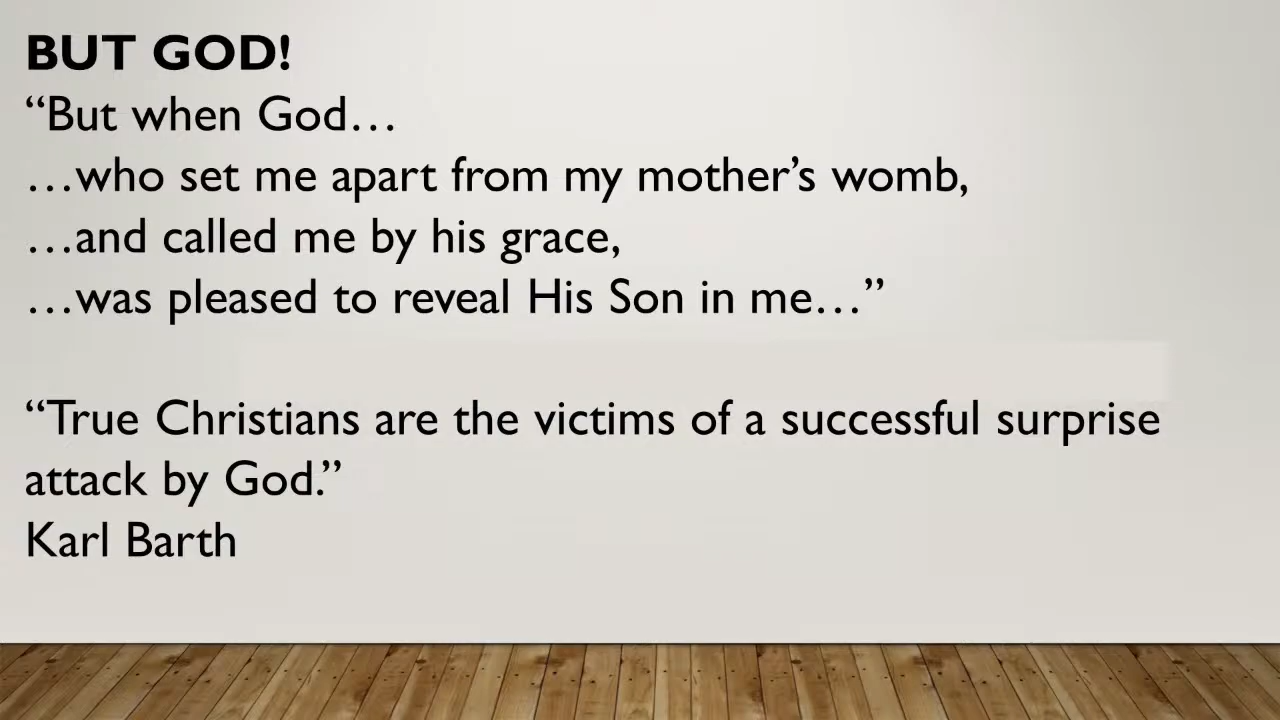 BUT GOD!
“But when God…
…who set me apart from my mother’s womb,
…and called me by his grace,
…was pleased to reveal His Son in me…”
“True Christians are the victims of a successful surprise
attack by God.”
Karl Barth